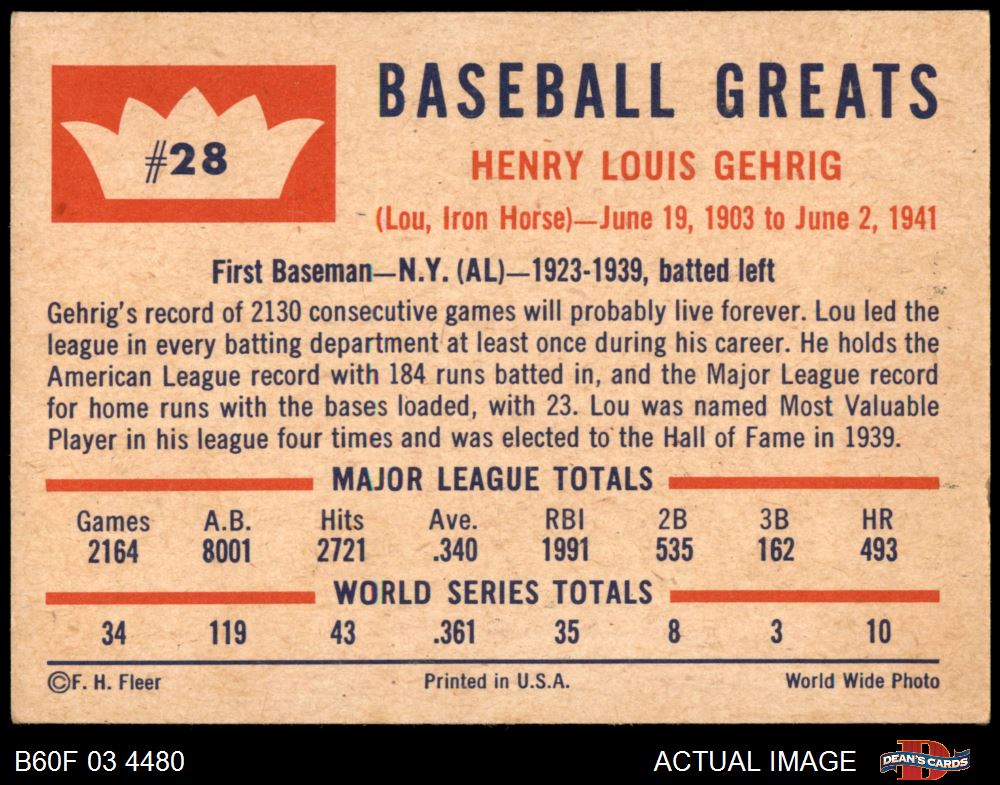 #28
BASEBALL GREATS
HENRY LOUIS GEHRIG
(Lou, Iron Horse)—June 19, 1903 to June 2, 1941
First Baseman—N.Y. (AL)—1923-1939, batted left
Gehrig's record of 2130 consecutive games will probably live forever. Lou led the
league in every batting department at least once during his career. He holds the
American League record with 184 runs batted in, and the Major League record
for home runs with the bases loaded, with 23. Lou was named Most Valuable
Player in his league four times and was elected to the Hall of Fame in 1939.
MAJOR LEAGUE TOTALS
Games A.B. Hits Ave. RBI 2B 3B HR
2164 8001 2721 .340 1991 535 162 493
WORLD SERIES TOTALS
34 119 43 .361 35 8 3 10
©F. H. Fleer Printed in U.S.A. World Wide Photo
B60F 03 4480 ACTUAL IMAGE D DEAN'S CARDS